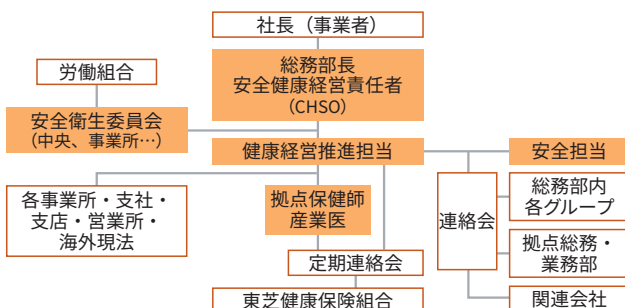 社長（事業者）
労働組合
総務部長
安全健康経営責任者
（CHSO）
安全衛生委員会
（中央、事業所…）
健康経営推進担当
安全担当
各事業所・支社・
支店・営業所・
海外現法
拠点保健師
産業医
連絡会
総務部内
各グループ
拠点総務・
業務部
定期連絡会
東芝健康保険組合
関連会社